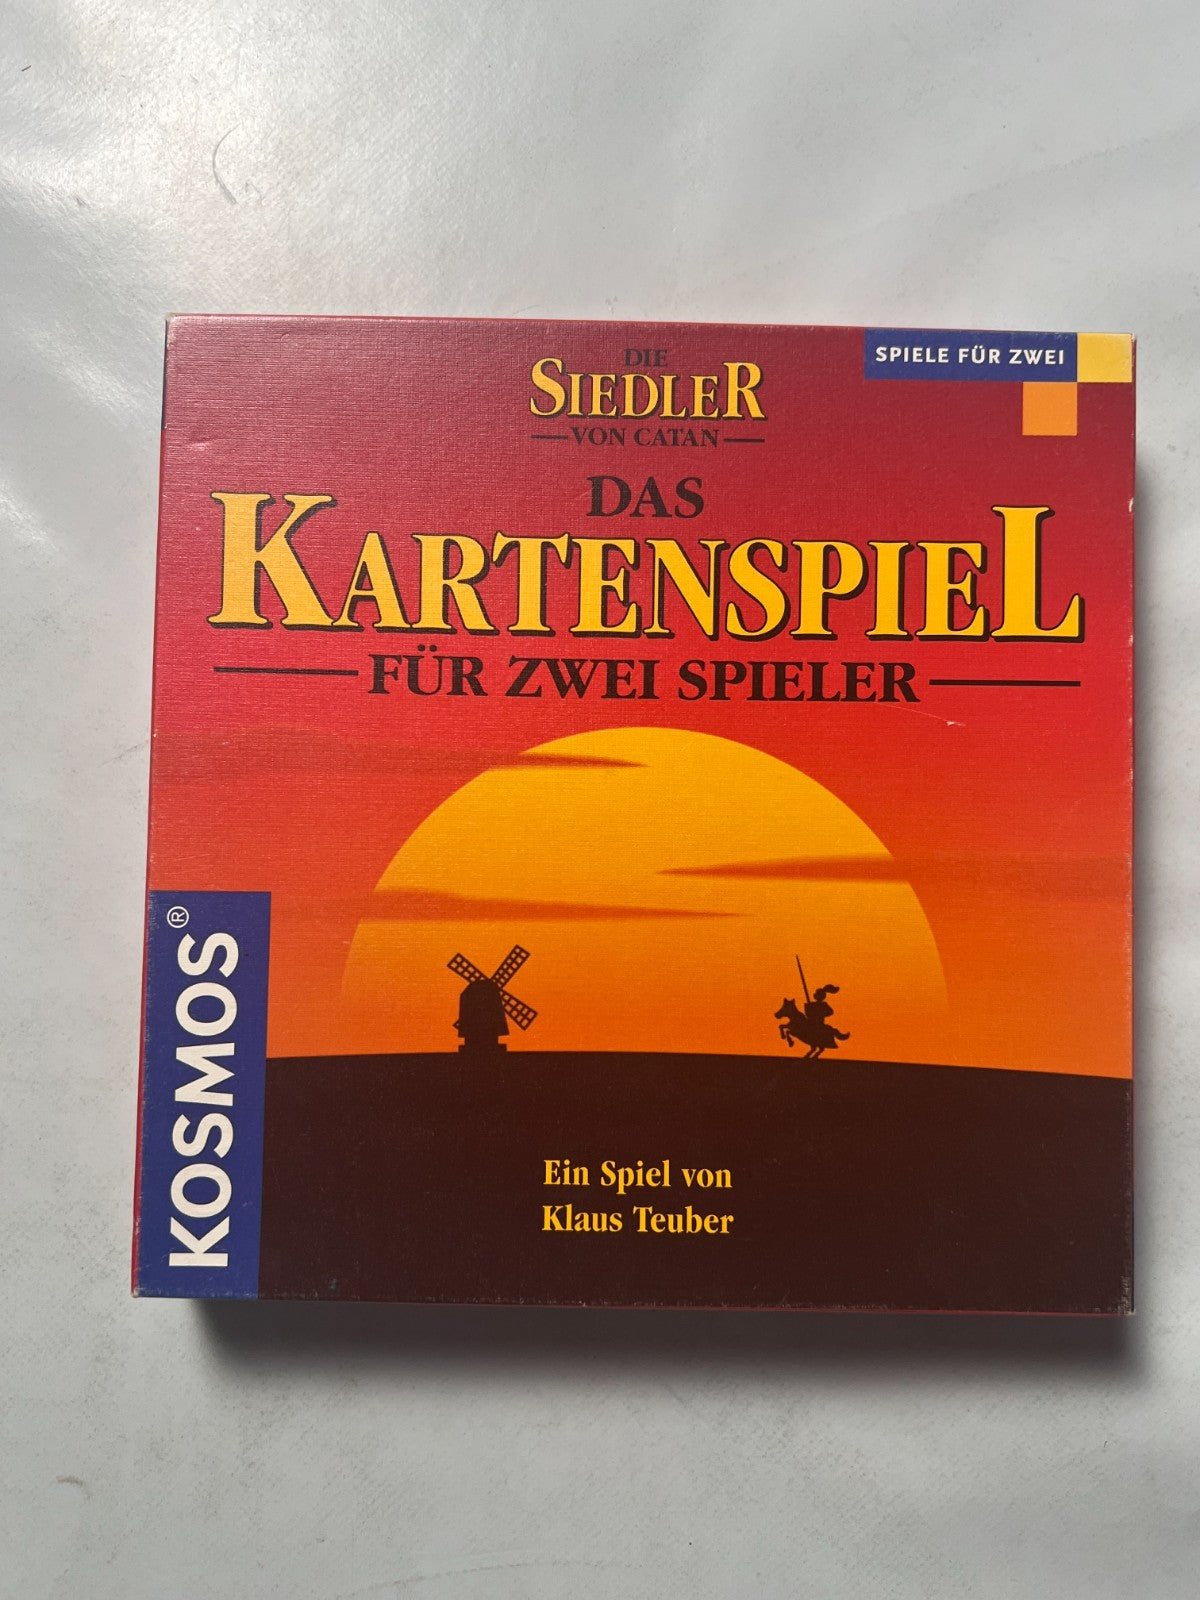 DIE
SIEDLER
VON CATAN
SPIELE FÜR ZWEI
DAS
KARTENSPIEL
FÜR ZWEI SPIELER
KOSMOS®
Ein Spiel von
Klaus Teuber